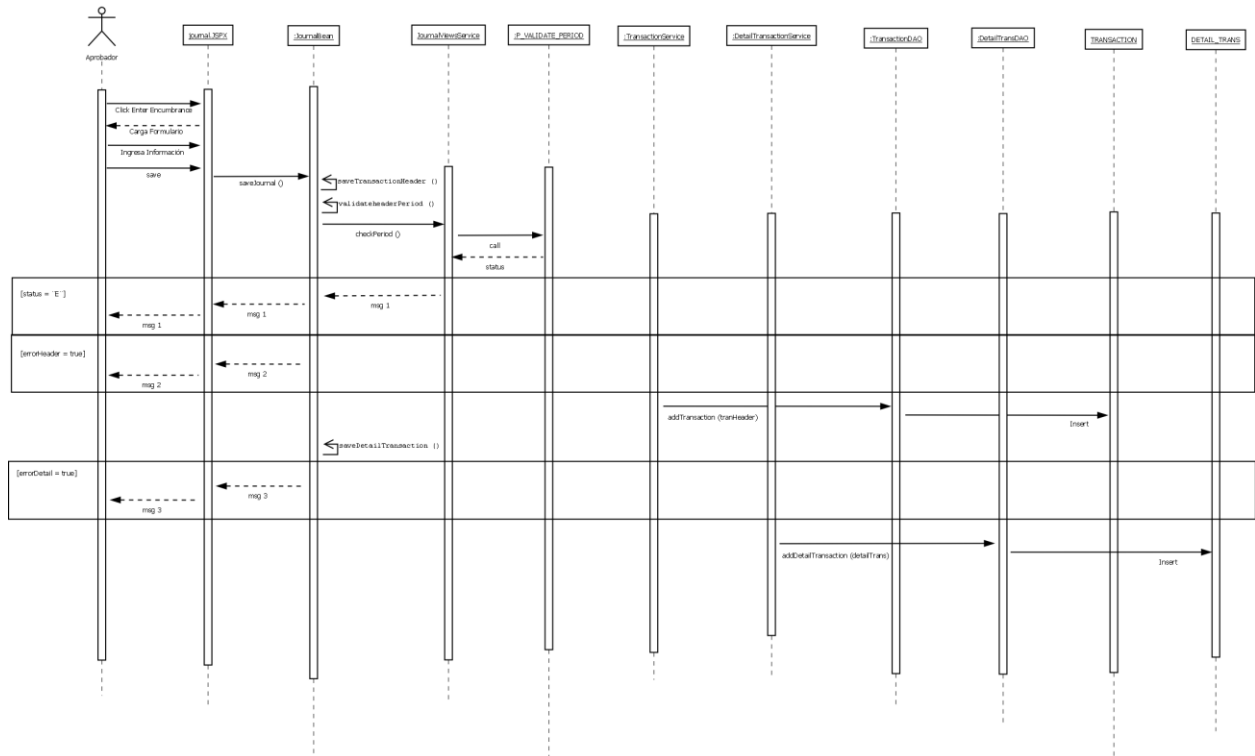 Journal.JSPX
:JournalBean
JournalViewsService
:P_VALIDATE_PERIOD
:TransactionService
:DetailTransactionService
:TransactionDAO
:DetailTransDAO
TRANSACTION
DETAIL_TRANS
Aprobador
Click Enter Encumbrance
Carga Formulario
Ingresa Información
save
saveJournal ()
saveTransactionHeader ()
validateheaderPeriod ()
checkPeriod ()
call
status
[status = ¨E¨]
msg 1
msg 1
msg 1
[errorHeader = true]
msg 2
msg 2
addTransaction (tranHeader)
Insert
saveDetailTransaction ()
[errorDetail = true]
msg 3
msg 3
addDetailTransaction (detailTrans)
Insert